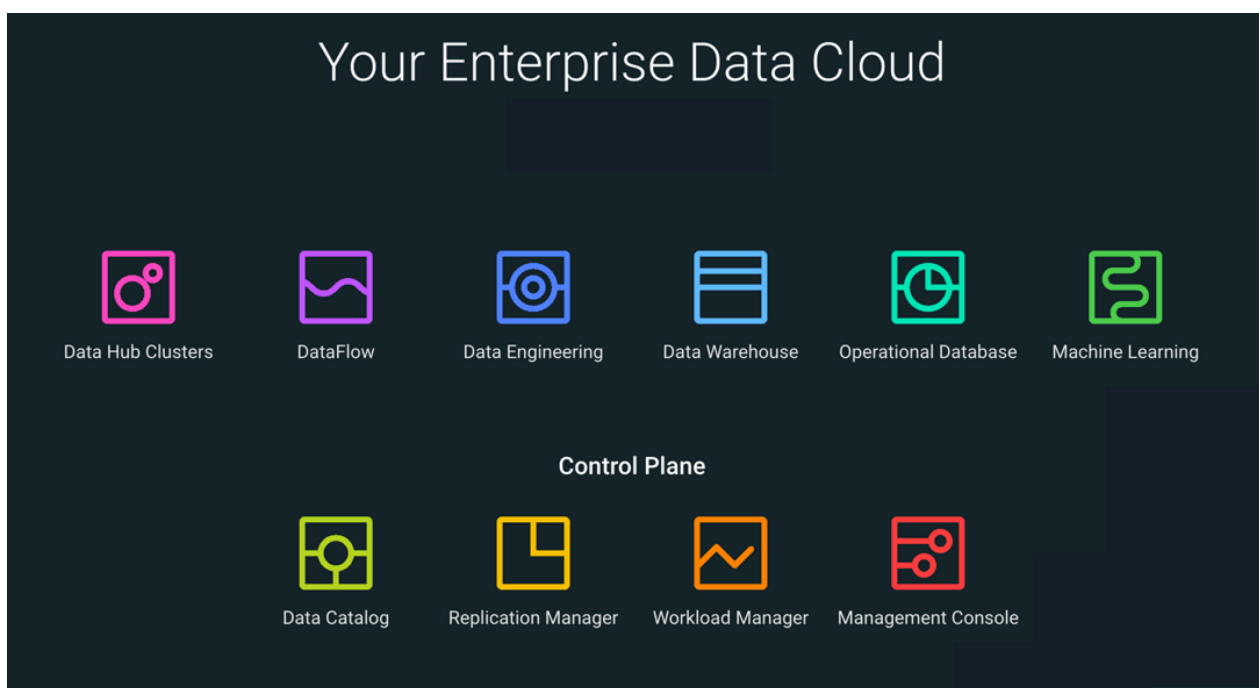 Your Enterprise Data Cloud
Data Hub Clusters
DataFlow
Data Engineering
Data Warehouse
Operational Database
Machine Learning
Control Plane
Data Catalog
Replication Manager
Workload Manager
Management Console